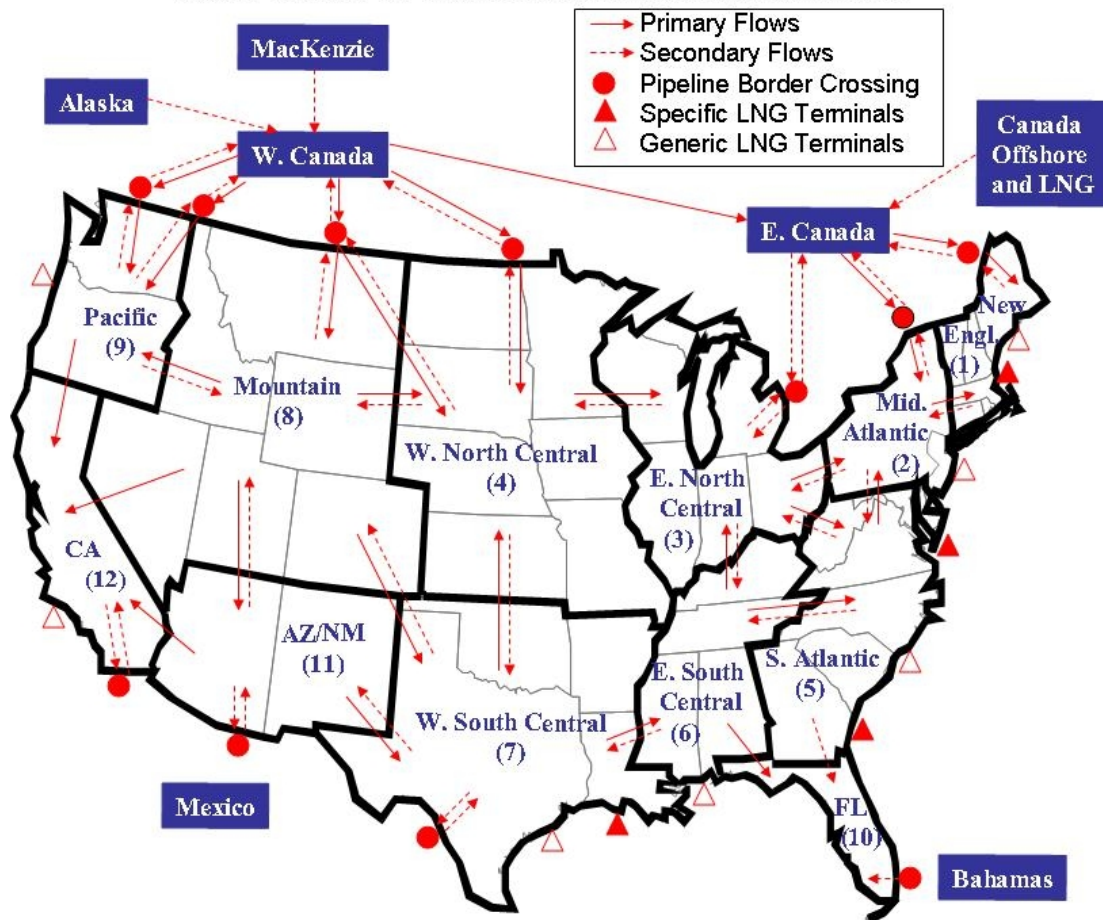 Primary Flows
Secondary Flows
Pipeline Border Crossing
Specific LNG Terminals
Generic LNG Terminals
MacKenzie
Alaska
W. Canada
Canada
Offshore
and LNG
E. Canada
Pacific
(9)
Mountain
(8)
W. North Central
(4)
E. North
Central
(3)
Mid.
Atlantic
(2)
New
Engl.
(1)
CA
(12)
AZ/NM
(11)
W. South Central
(7)
E. South
Central
(6)
S. Atlantic
(5)
FL
(10)
Mexico
Bahamas